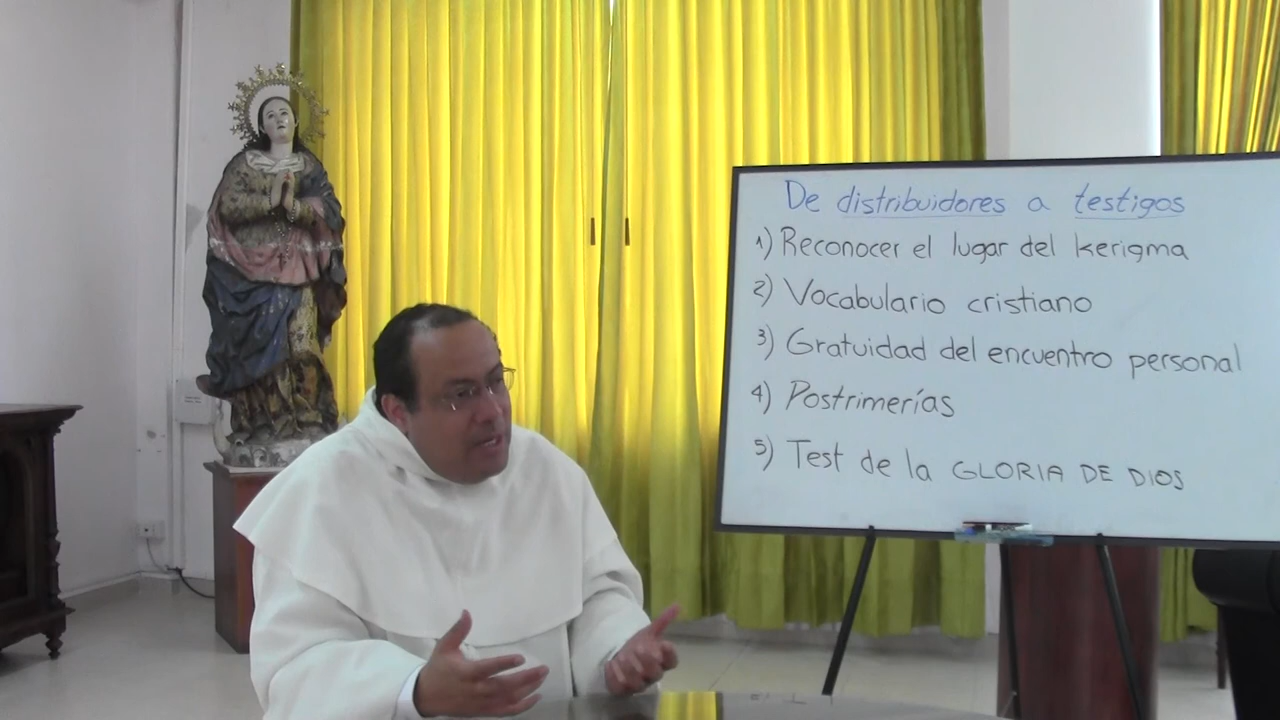 De distribuidores a testigos
1) Reconocer el lugar del kerigma
2) Vocabulario cristiano
3) Gratuidad del encuentro personal
4) Postrimerías
5) Test de la GLORIA DE DIOS